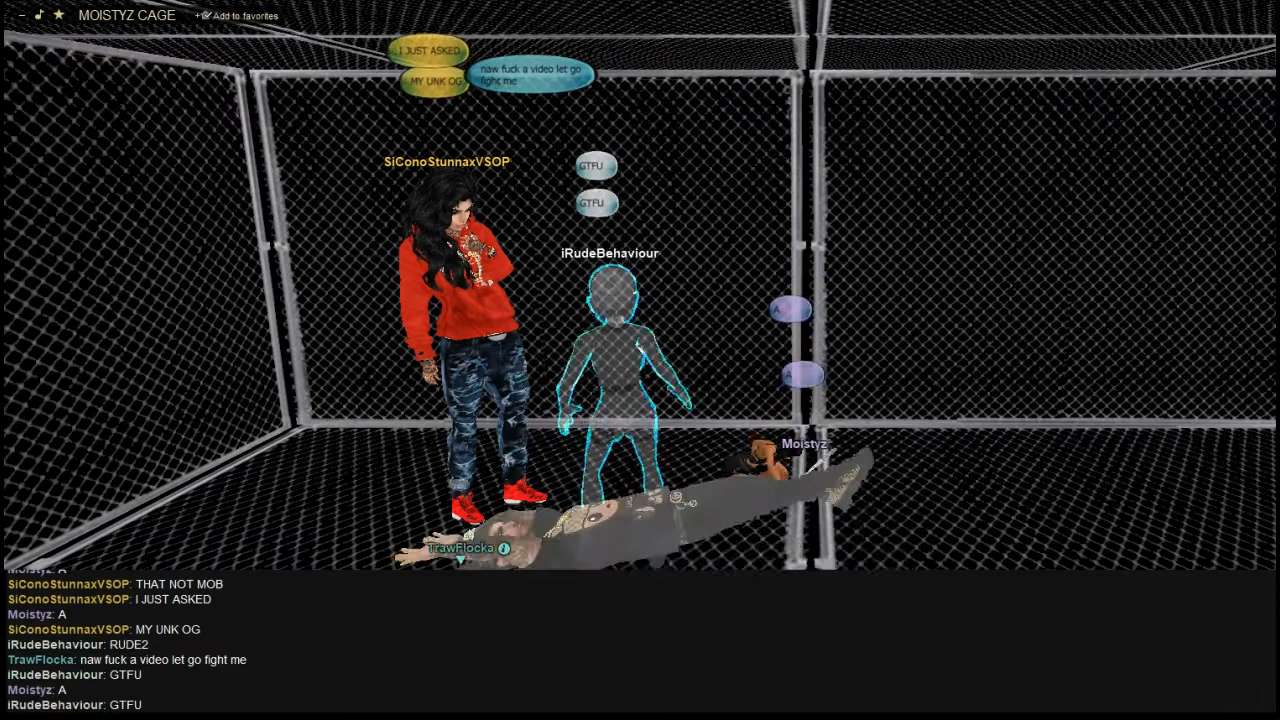 MOISTYZ CAGE
+ Add to favorites
I JUST ASKED
MY UNK OG
naw fuck a video let go
fight me
SiConoStunnaxVSOP
GTFU
GTFU
iRudeBehaviour
A
Moistyz
TrawFlocka
Moistyz: A
SiConoStunnaxVSOP: THAT NOT MOB
SiConoStunnaxVSOP: I JUST ASKED
Moistyz: A
SiConoStunnaxVSOP: MY UNK OG
iRudeBehaviour: RUDE2
TrawFlocka: naw fuck a video let go fight me
iRudeBehaviour: GTFU
Moistyz: A
iRudeBehaviour: GTFU